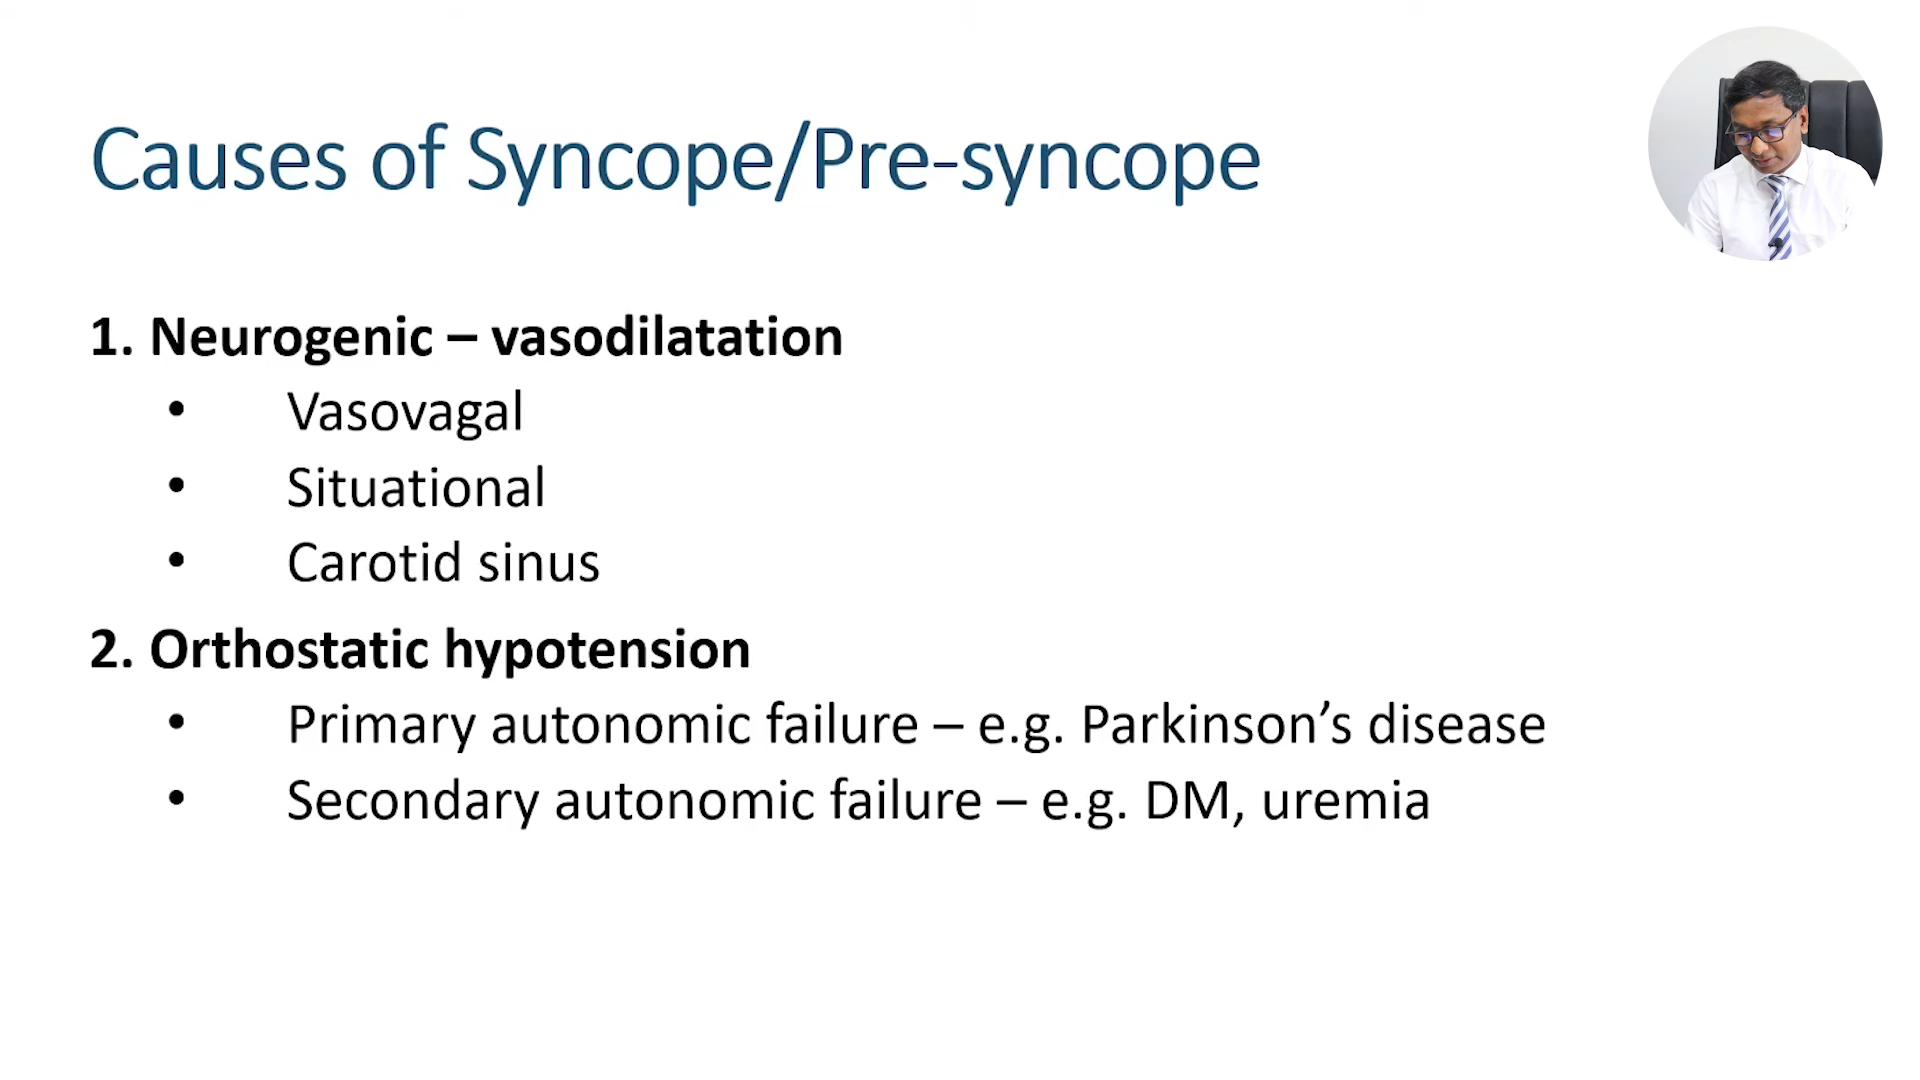 Causes of Syncope/Pre-syncope
1. Neurogenic – vasodilatation
• Vasovagal
• Situational
• Carotid sinus
2. Orthostatic hypotension
• Primary autonomic failure – e.g. Parkinson’s disease
• Secondary autonomic failure – e.g. DM, uremia